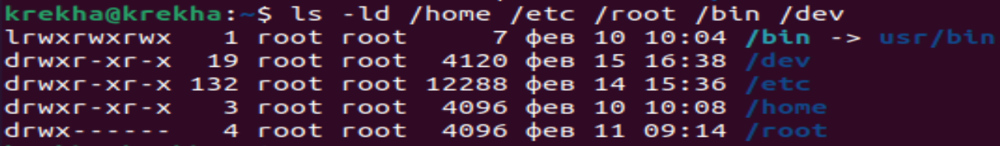 krekha@krekha:~$ ls -ld /home /etc /root /bin /dev
lrwxrwxrwx   1 root root     7 фев 10 10:04 /bin -> usr/bin
drwxr-xr-x  19 root root  4120 фев 15 16:38 /dev
drwxr-xr-x 132 root root 12288 фев 14 15:36 /etc
drwxr-xr-x   3 root root  4096 фев 10 10:08 /home
drwx------   4 root root  4096 фев 11 09:14 /root